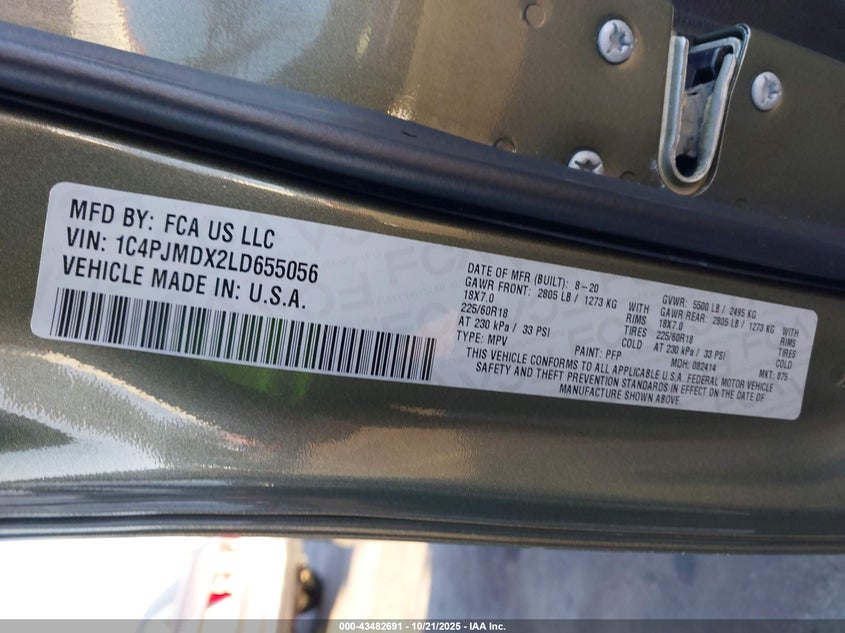 MFD BY: FCA US LLC
VIN: 1C4PJMDX2LD655056
VEHICLE MADE IN: U.S.A.
DATE OF MFR (BUILT): 8-20 GVWR: 5500 LB / 2495 KG
GAWR FRONT: 2805 LB / 1273 KG WITH GAWR REAR: 2805 LB / 1273 KG WITH
18X7.0 RIMS 18X7.0 RIMS
225/60R18 TIRES 225/60R18 TIRES
AT 230 kPa / 33 PSI COLD AT 230 kPa / 33 PSI COLD
TYPE: MPV PAINT: PFP MDH: 082414 MKT: 875
THIS VEHICLE CONFORMS TO ALL APPLICABLE U.S.A. FEDERAL MOTOR VEHICLE
SAFETY AND THEFT PREVENTION STANDARDS IN EFFECT ON THE DATE OF
MANUFACTURE SHOWN ABOVE.
000-43482691 - 10/21/2025 - IAA Inc.